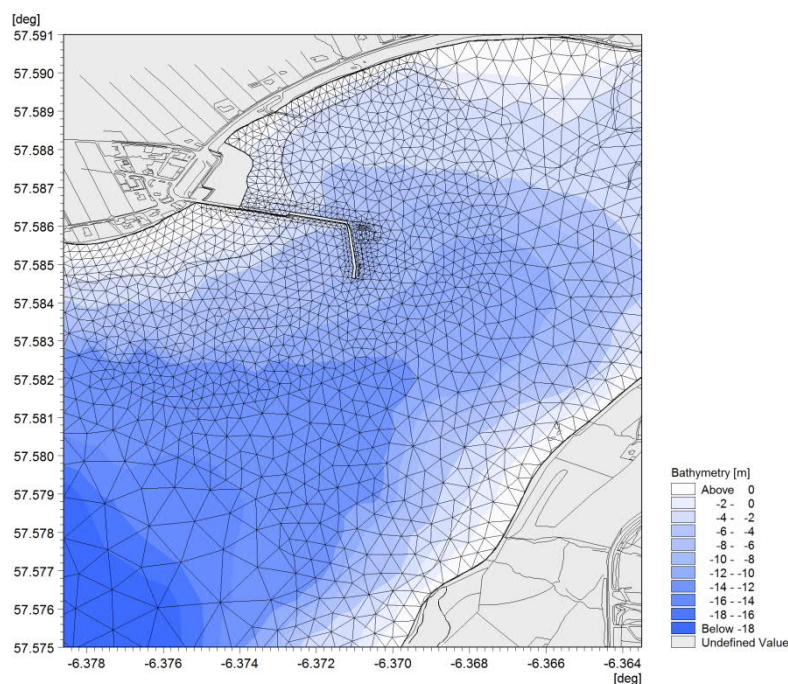 [deg]
57.591
57.590
57.589
57.588
57.587
57.586
57.585
57.584
57.583
57.582
57.581
57.580
57.579
57.578
57.577
57.576
57.575
-6.378 -6.376 -6.374 -6.372 -6.370 -6.368 -6.366 -6.364
[deg]
Bathymetry [m]
Above 0
-2 - 0
-4 - -2
-6 - -4
-8 - -6
-10 - -8
-12 - -10
-14 - -12
-16 - -14
-18 - -16
Below -18
Undefined Value